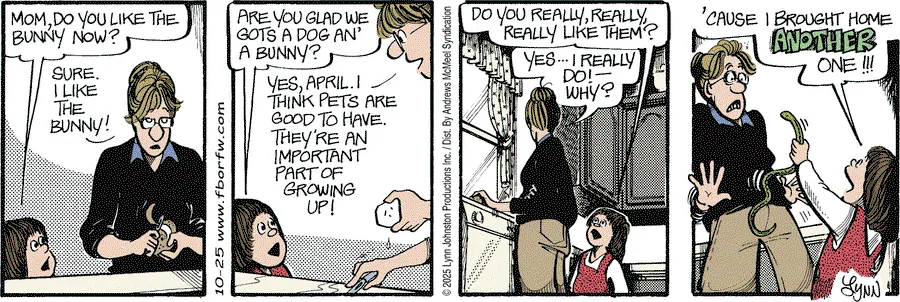 MOM, DO YOU LIKE THE
BUNNY NOW?
SURE.
I LIKE
THE
BUNNY!
10-25 www.fborfw.com
ARE YOU GLAD WE
GOTS A DOG AN'
A BUNNY?
YES, APRIL. I
THINK PETS ARE
GOOD TO HAVE.
THEY'RE AN
IMPORTANT
PART OF
GROWING
UP!
© 2025 Lynn Johnston Productions Inc. / Dist. By Andrews McMeel Syndication
DO YOU REALLY, REALLY,
REALLY LIKE THEM?
YES... I REALLY
DO! —
WHY?
'CAUSE I BROUGHT HOME
ANOTHER
ONE !!!
LYNN